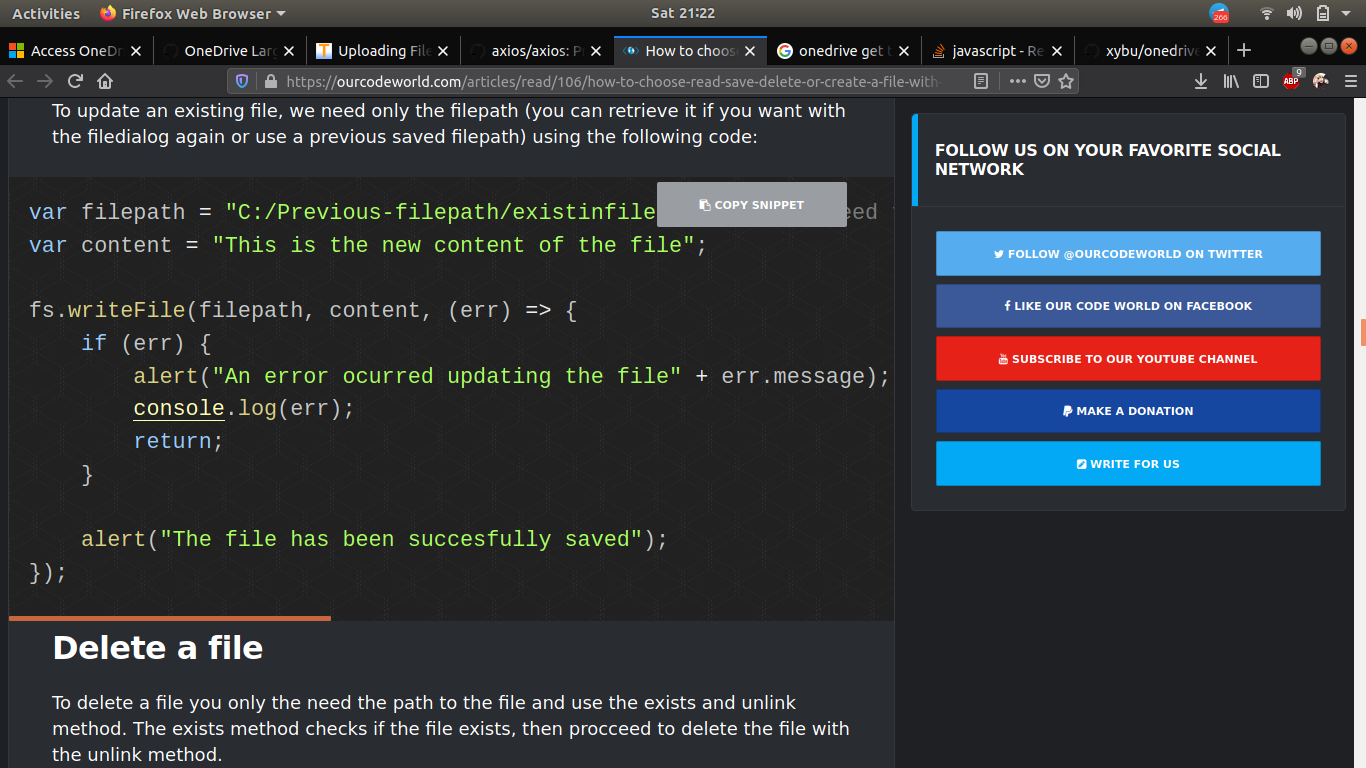 Activities Firefox Web Browser Sat 21:22 266
Access OneDr OneDrive Larg Uploading File axios/axios: Pr How to choose onedrive get b javascript - Re xybu/onedrive
https://ourcodeworld.com/articles/read/106/how-to-choose-read-save-delete-or-create-a-file-with- ABP 9
To update an existing file, we need only the filepath (you can retrieve it if you want with
the filedialog again or use a previous saved filepath) using the following code:
COPY SNIPPET
var filepath = "C:/Previous-filepath/existinfile
var content = "This is the new content of the file";
fs.writeFile(filepath, content, (err) => {
if (err) {
alert("An error ocurred updating the file" + err.message);
console.log(err);
return;
}
alert("The file has been succesfully saved");
});
Delete a file
To delete a file you only the need the path to the file and use the exists and unlink
method. The exists method checks if the file exists, then procceed to delete the file with
the unlink method.
FOLLOW US ON YOUR FAVORITE SOCIAL
NETWORK
FOLLOW @OURCODEWORLD ON TWITTER
LIKE OUR CODE WORLD ON FACEBOOK
SUBSCRIBE TO OUR YOUTUBE CHANNEL
MAKE A DONATION
WRITE FOR US